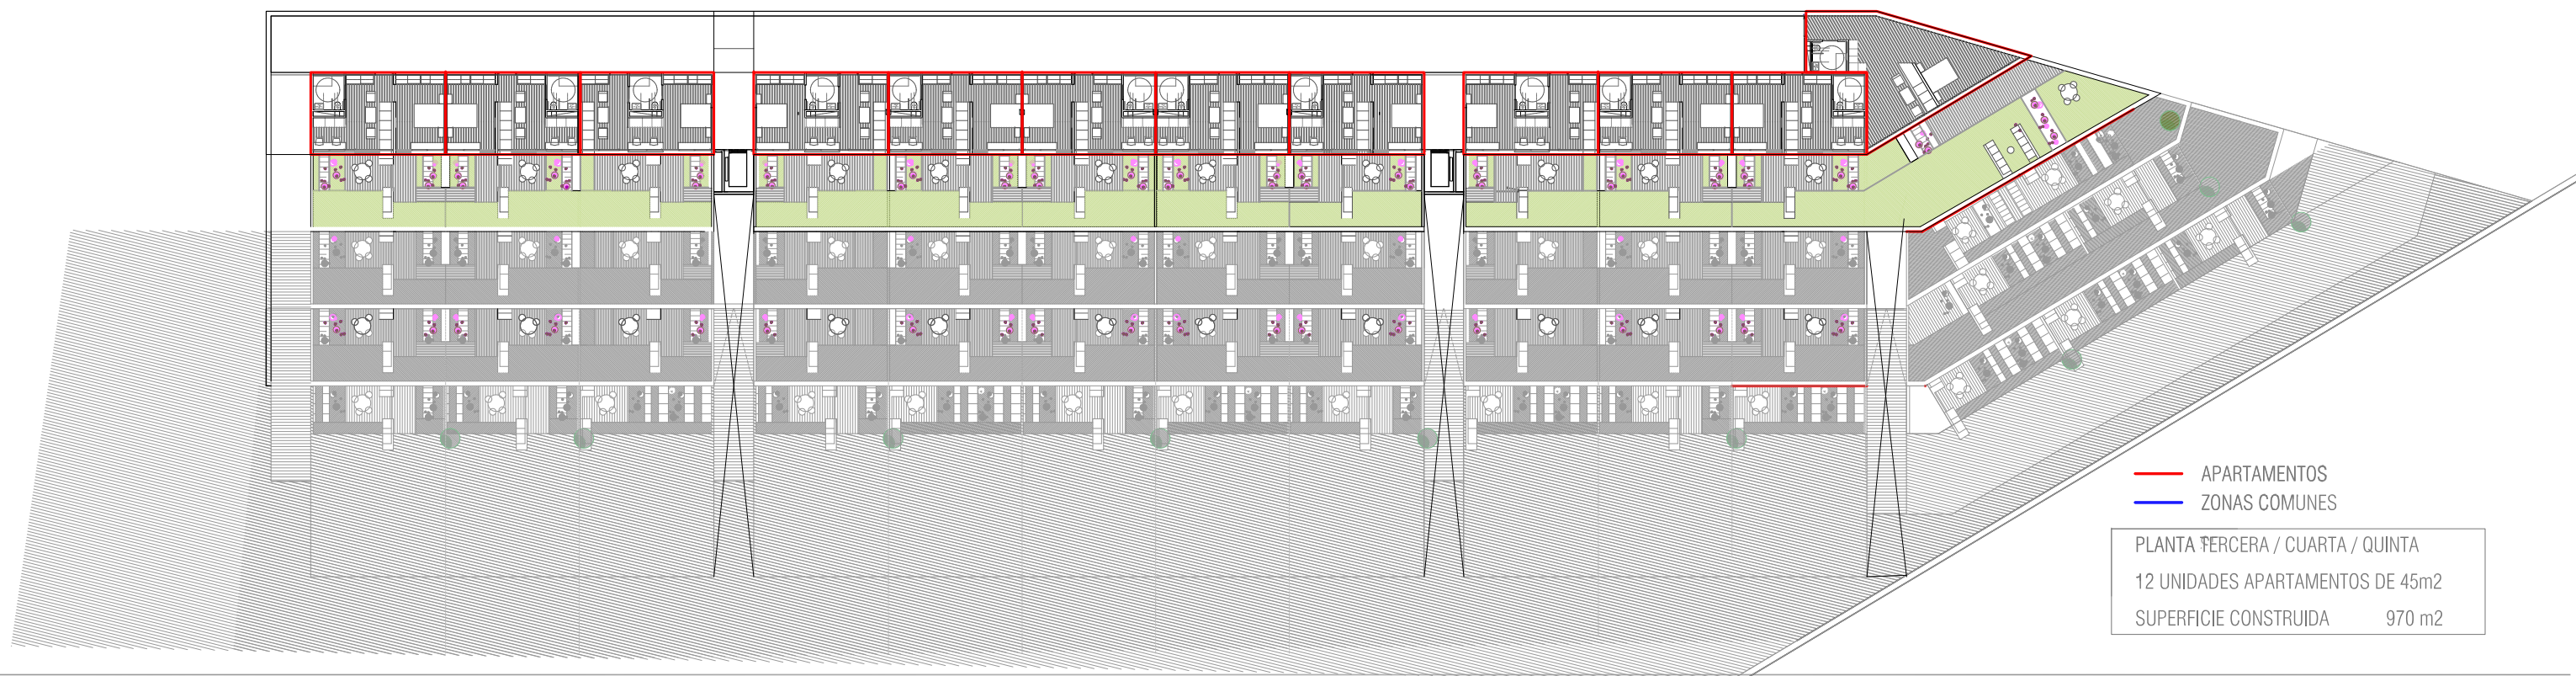 APARTAMENTOS
ZONAS COMUNES
PLANTA TERCERA / CUARTA / QUINTA
12 UNIDADES APARTAMENTOS DE 45m2
SUPERFICIE CONSTRUIDA 970 m2